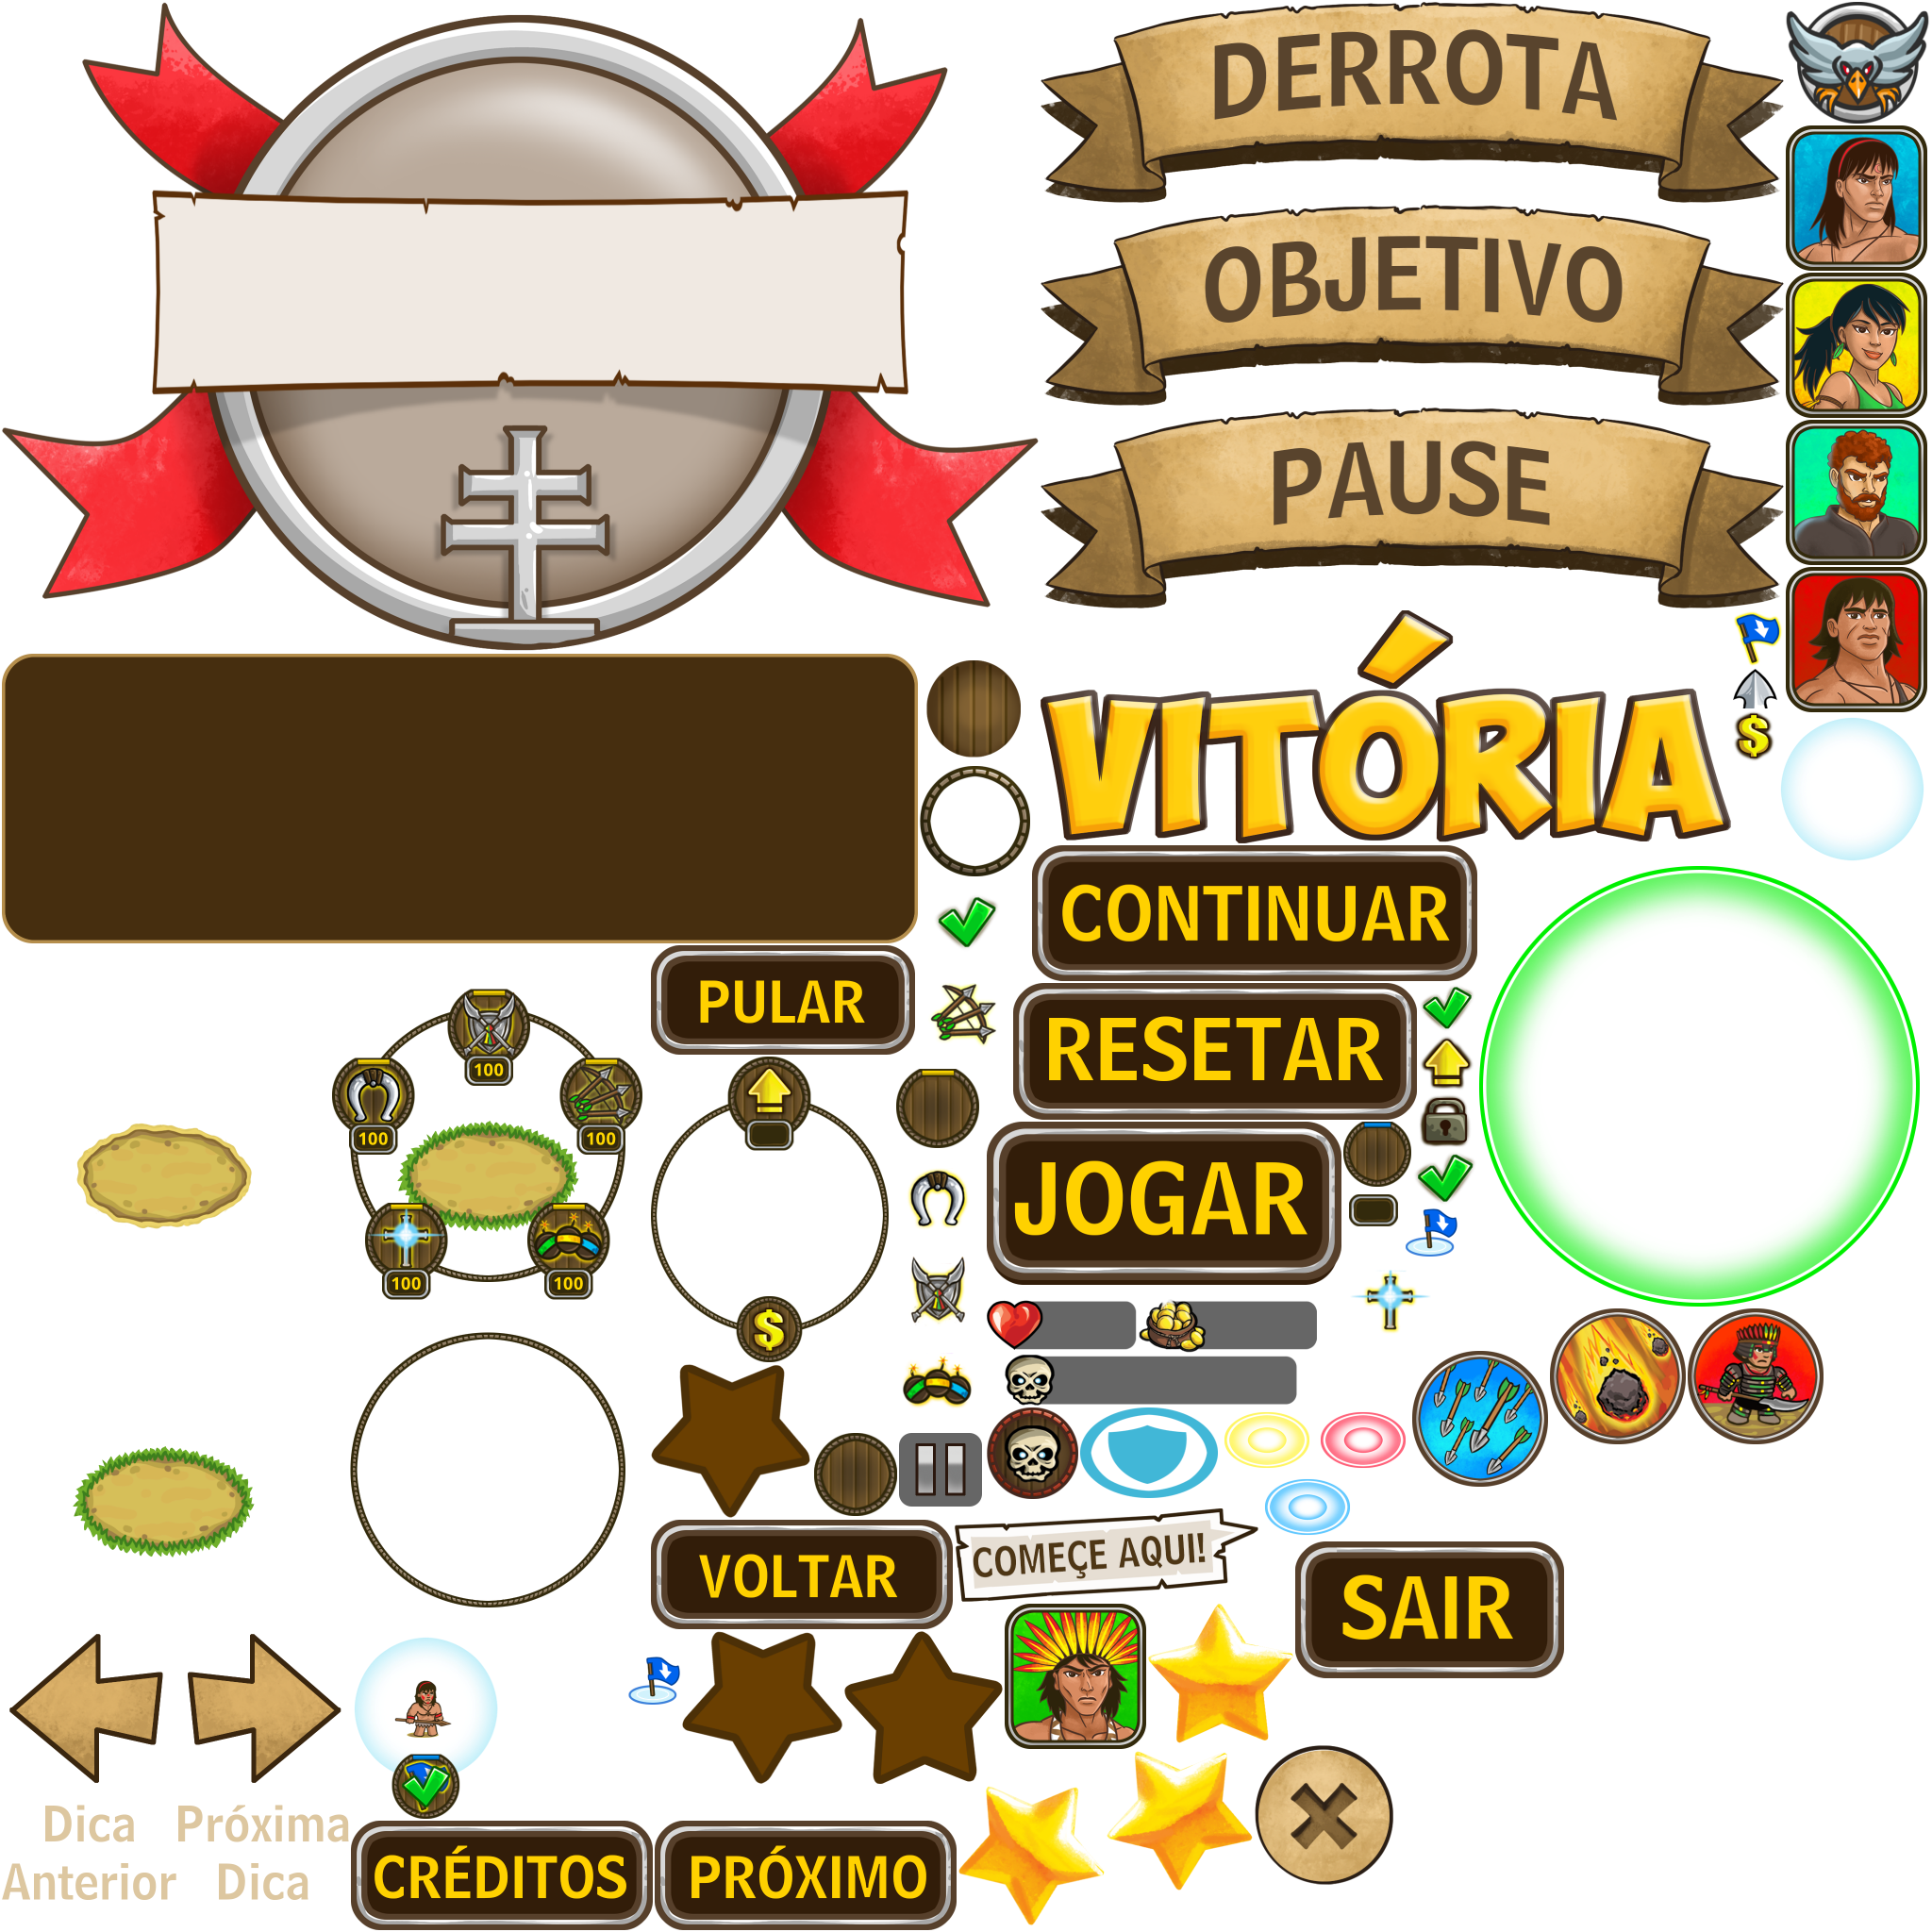 DERROTA
OBJETIVO
PAUSE
VITÓRIA
$
CONTINUAR
PULAR
RESETAR
100
100
100
JOGAR
100
100
$
COMEÇE AQUI!
VOLTAR
SAIR
Dica
Anterior
Próxima
Dica
CRÉDITOS
PRÓXIMO